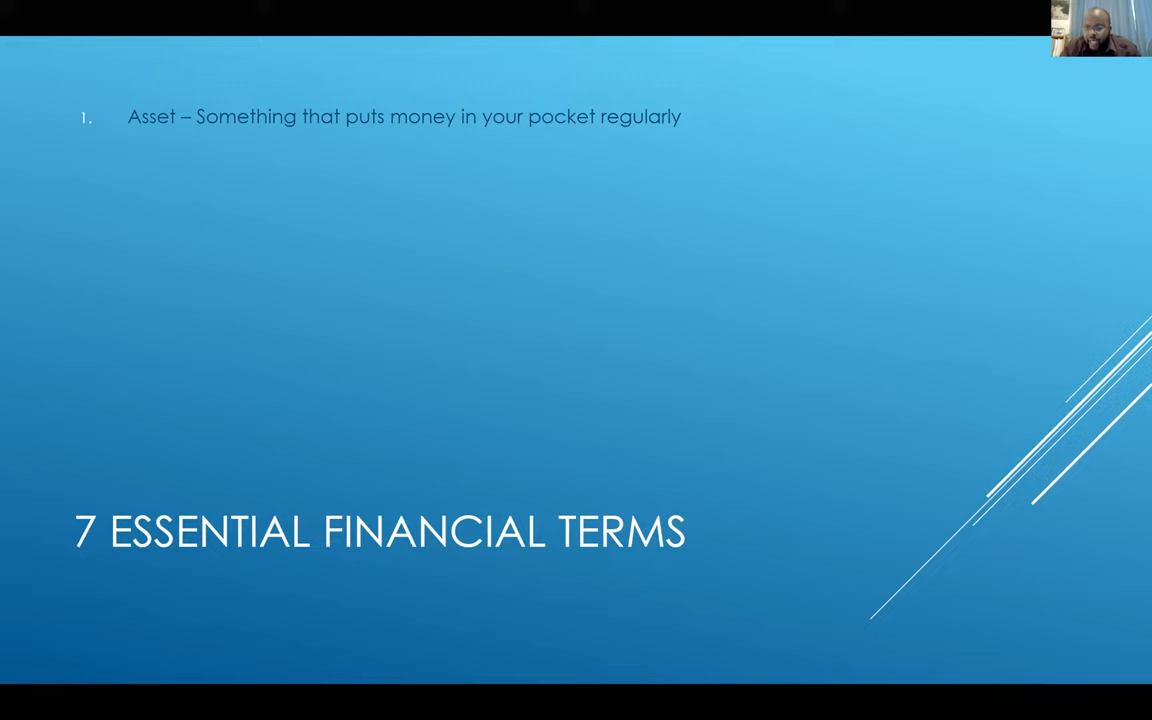 1. Asset – Something that puts money in your pocket regularly
7 ESSENTIAL FINANCIAL TERMS